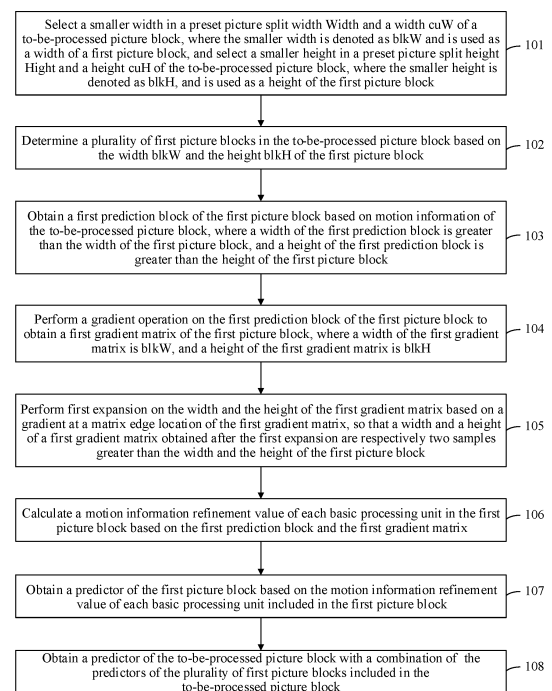 Select a smaller width in a preset picture split width Width and a width cuW of a
to-be-processed picture block, where the smaller width is denoted as blkW and is used as
a width of a first picture block, and select a smaller height in a preset picture split height
Hight and a height cuH of the to-be-processed picture block, where the smaller height is
denoted as blkH, and is used as a height of the first picture block
101
Determine a plurality of first picture blocks in the to-be-processed picture block based on
the width blkW and the height blkH of the first picture block
102
Obtain a first prediction block of the first picture block based on motion information of
the to-be-processed picture block, where a width of the first prediction block is greater
than the width of the first picture block, and a height of the first prediction block is
greater than the height of the first picture block
103
Perform a gradient operation on the first prediction block of the first picture block to
obtain a first gradient matrix of the first picture block, where a width of the first gradient
matrix is blkW, and a height of the first gradient matrix is blkH
104
Perform first expansion on the width and the height of the first gradient matrix based on a
gradient at a matrix edge location of the first gradient matrix, so that a width and a height
of a first gradient matrix obtained after the first expansion are respectively two samples
greater than the width and the height of the first picture block
105
Calculate a motion information refinement value of each basic processing unit in the first
picture block based on the first prediction block and the first gradient matrix
106
Obtain a predictor of the first picture block based on the motion information refinement
value of each basic processing unit included in the first picture block
107
Obtain a predictor of the to-be-processed picture block with a combination of the
predictors of the plurality of first picture blocks included in the
to-be-processed picture block
108